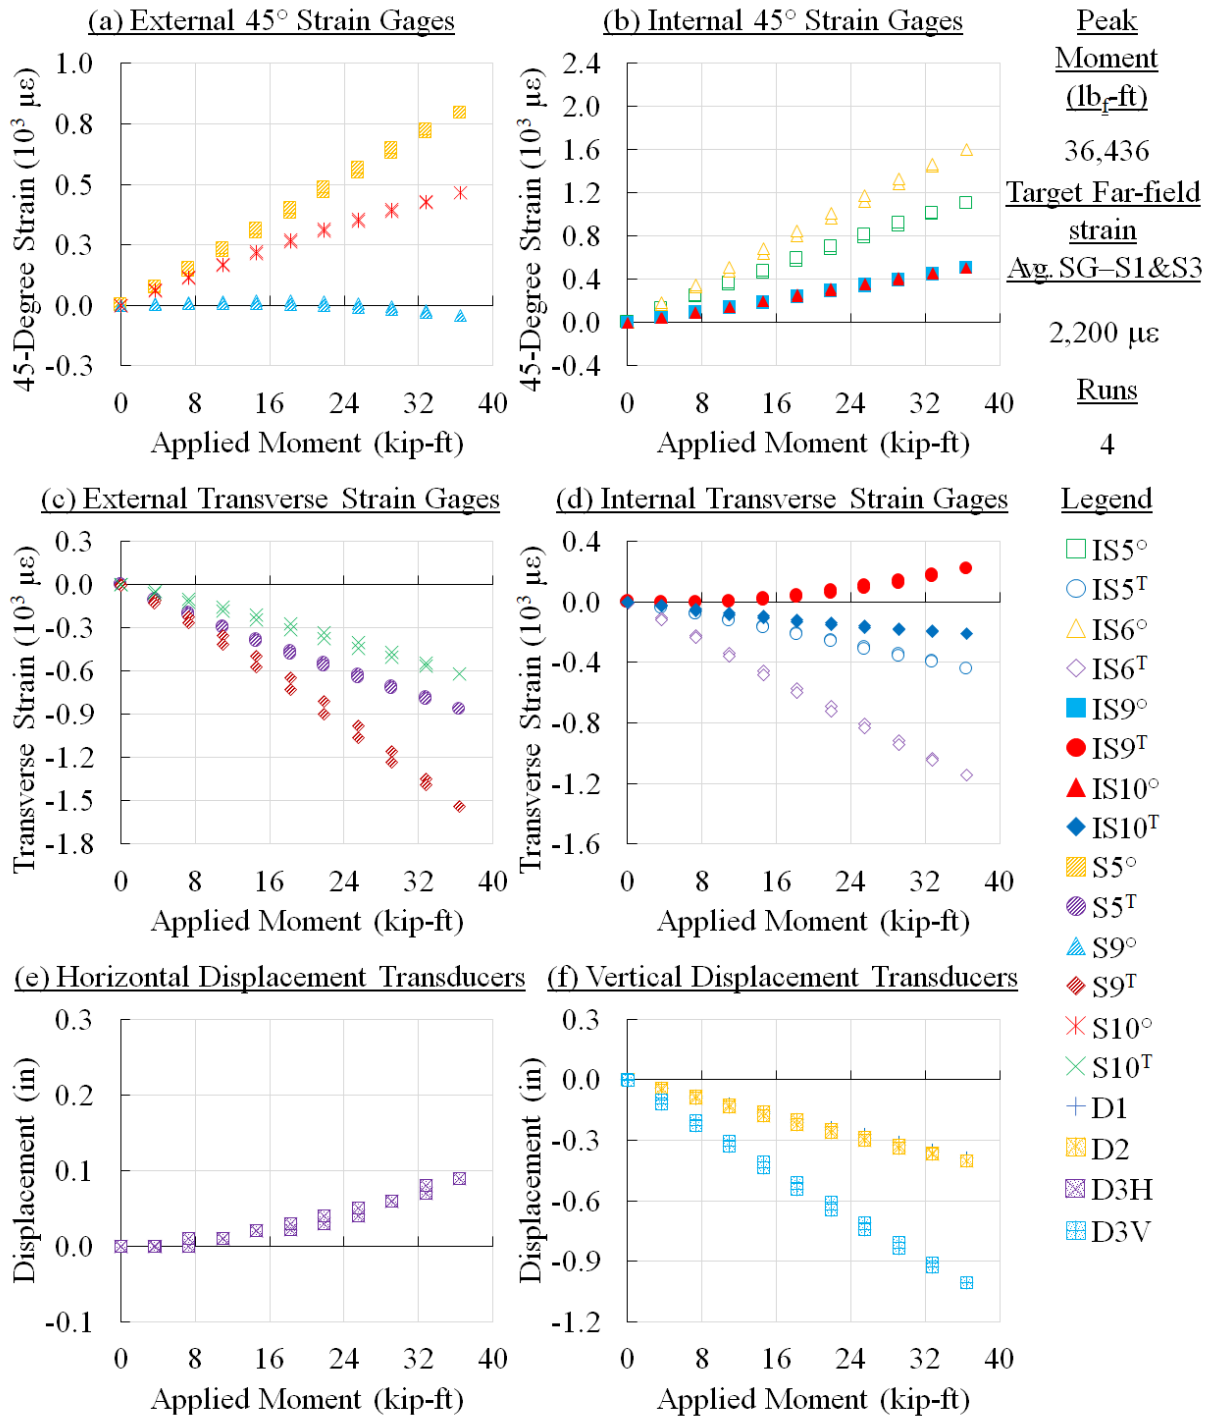 (a) External 45° Strain Gages
45-Degree Strain (10³ με)
1.0
0.8
0.5
0.3
0.0
-0.3
0 8 16 24 32 40
Applied Moment (kip-ft)
(b) Internal 45° Strain Gages
45-Degree Strain (10³ με)
2.4
2.0
1.6
1.2
0.8
0.4
0.0
-0.4
0 8 16 24 32 40
Applied Moment (kip-ft)
Peak
Moment
(lbf-ft)
36,436
Target Far-field
strain
Avg. SG–S1&S3
2,200 με
Runs
4
(c) External Transverse Strain Gages
Transverse Strain (10³ με)
0.3
0.0
-0.3
-0.6
-0.9
-1.2
-1.5
-1.8
0 8 16 24 32 40
Applied Moment (kip-ft)
(d) Internal Transverse Strain Gages
Transverse Strain (10³ με)
0.4
0.0
-0.4
-0.8
-1.2
-1.6
0 8 16 24 32 40
Applied Moment (kip-ft)
(e) Horizontal Displacement Transducers
Displacement (in)
0.3
0.2
0.1
0.0
-0.1
0 8 16 24 32 40
Applied Moment (kip-ft)
(f) Vertical Displacement Transducers
Displacement (in)
0.3
0.0
-0.3
-0.6
-0.9
-1.2
0 8 16 24 32 40
Applied Moment (kip-ft)
Legend
IS5°
IS5ᵀ
IS6°
IS6ᵀ
IS9°
IS9ᵀ
IS10°
IS10ᵀ
S5°
S5ᵀ
S9°
S9ᵀ
S10°
S10ᵀ
D1
D2
D3H
D3V